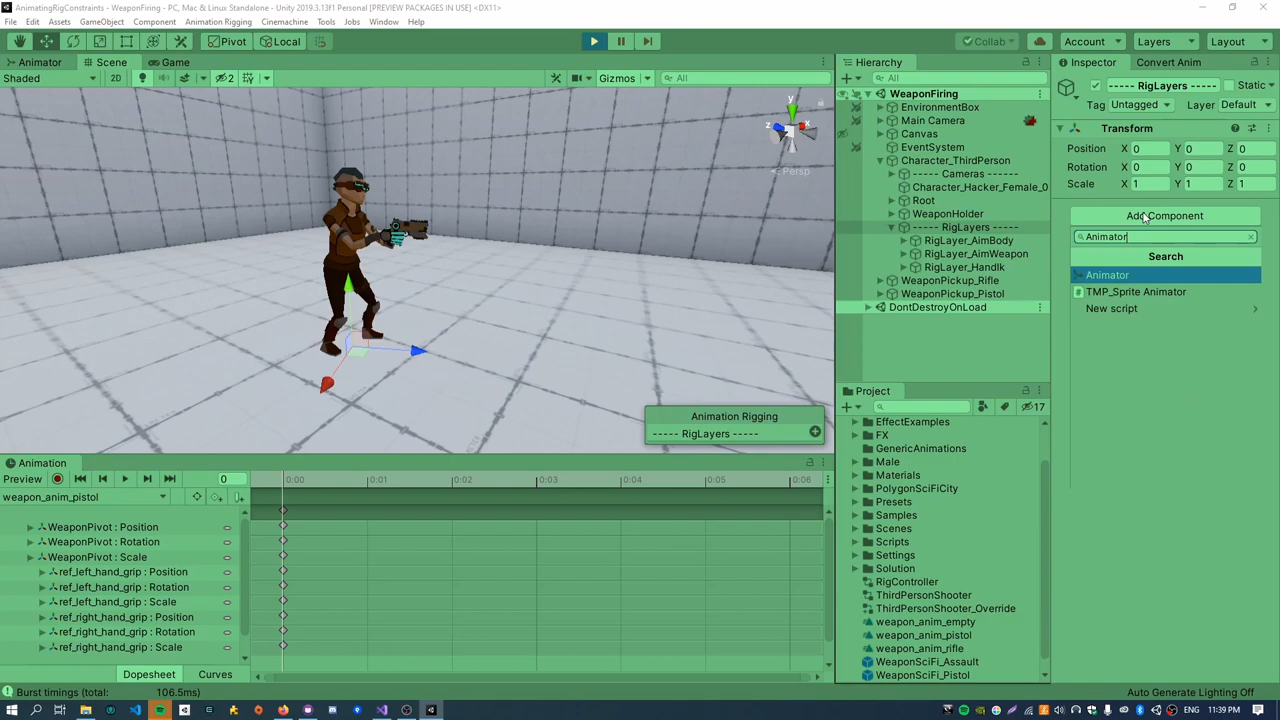 AnimatingRigConstraints - WeaponFiring - PC, Mac & Linux Standalone - Unity 2019.3.13f1 Personal [PREVIEW PACKAGES IN USE] <DX11>
File Edit Assets GameObject Component Animation Rigging Cinemachine Tools Jobs Window Help
Pivot Local Collab Account Layers Layout
Animator Scene Game
Shaded 2D 2 Gizmos All
y
z x
Persp
Animation Rigging
----- RigLayers -----
Hierarchy
All
WeaponFiring
EnvironmentBox
Main Camera
Canvas
EventSystem
Character_ThirdPerson
----- Cameras ------
Character_Hacker_Female_0
Root
WeaponHolder
----- RigLayers -----
RigLayer_AimBody
RigLayer_AimWeapon
RigLayer_HandIk
WeaponPickup_Rifle
WeaponPickup_Pistol
DontDestroyOnLoad
Inspector Convert Anim
----- RigLayers ----- Static
Tag Untagged Layer Default
Transform
Position X 0 Y 0 Z 0
Rotation X 0 Y 0 Z 0
Scale X 1 Y 1 Z 1
Add Component
Animator
Search
Animator
TMP_Sprite Animator
New script
Project
17
EffectExamples
FX
GenericAnimations
Male
Materials
PolygonSciFiCity
Presets
Samples
Scenes
Scripts
Settings
Solution
RigController
ThirdPersonShooter
ThirdPersonShooter_Override
weapon_anim_empty
weapon_anim_pistol
weapon_anim_rifle
WeaponSciFi_Assault
WeaponSciFi_Pistol
Animation
Preview 0 0:00 0:01 0:02 0:03 0:04 0:05 0:06
weapon_anim_pistol
WeaponPivot : Position
WeaponPivot : Rotation
WeaponPivot : Scale
ref_left_hand_grip : Position
ref_left_hand_grip : Rotation
ref_left_hand_grip : Scale
ref_right_hand_grip : Position
ref_right_hand_grip : Rotation
ref_right_hand_grip : Scale
Dopesheet Curves
Burst timings (total: 106.5ms)
Auto Generate Lighting Off
ENG 11:39 PM